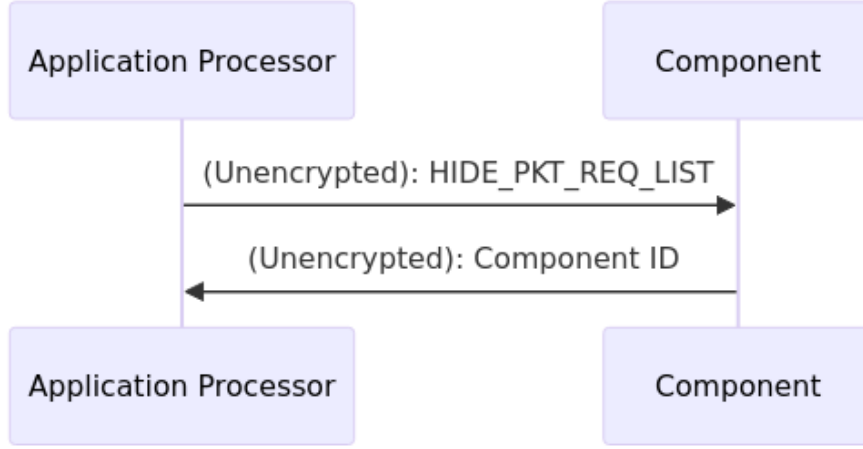 Application Processor
Component
(Unencrypted): HIDE_PKT_REQ_LIST
(Unencrypted): Component ID
Application Processor
Component